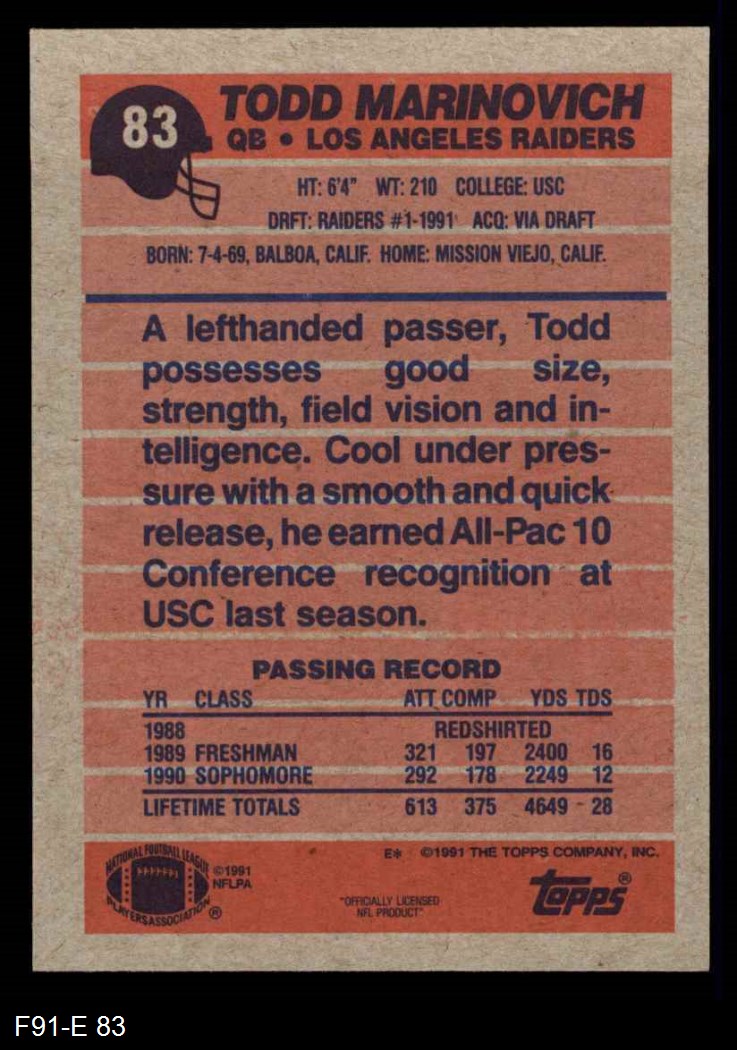 83
TODD MARINOVICH
QB • LOS ANGELES RAIDERS
HT: 6'4" WT: 210 COLLEGE: USC
DRFT: RAIDERS #1-1991 ACQ: VIA DRAFT
BORN: 7-4-69, BALBOA, CALIF. HOME: MISSION VIEJO, CALIF.
A lefthanded passer, Todd
possesses good size,
strength, field vision and in-
telligence. Cool under pres-
sure with a smooth and quick
release, he earned All-Pac 10
Conference recognition at
USC last season.
PASSING RECORD
YR CLASS ATT COMP YDS TDS
1988 REDSHIRTED
1989 FRESHMAN 321 197 2400 16
1990 SOPHOMORE 292 178 2249 12
LIFETIME TOTALS 613 375 4649 28
NATIONAL FOOTBALL LEAGUE
PLAYERS ASSOCIATION ®
©1991
NFLPA
E* ©1991 THE TOPPS COMPANY, INC.
"OFFICIALLY LICENSED
NFL PRODUCT"
topps®
F91-E 83